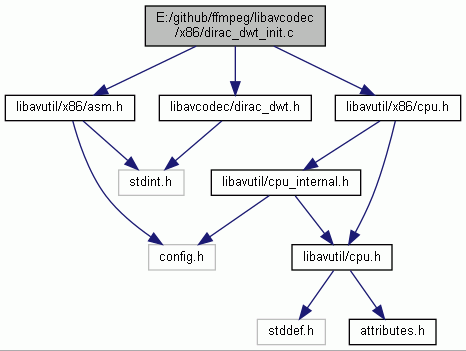 E:/github/ffmpeg/libavcodec
/x86/dirac_dwt_init.c
libavutil/x86/asm.h
libavcodec/dirac_dwt.h
libavutil/x86/cpu.h
stdint.h
libavutil/cpu_internal.h
config.h
libavutil/cpu.h
stddef.h
attributes.h